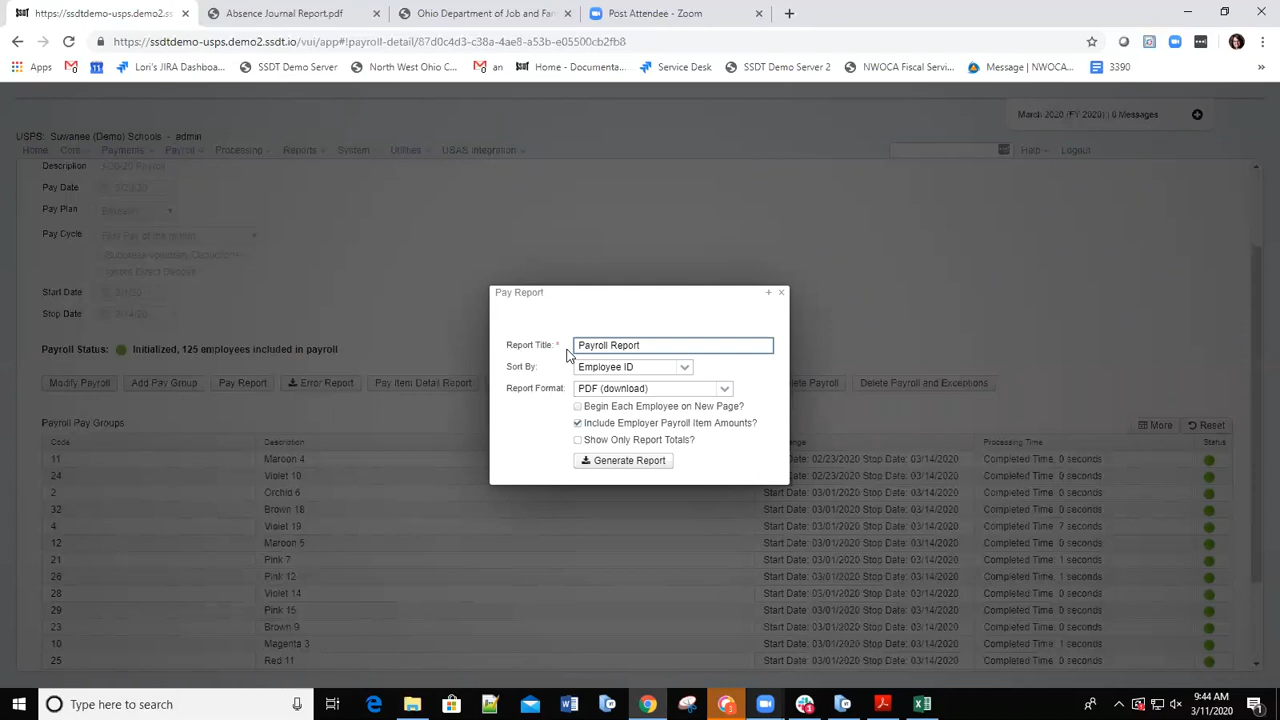 https://ssdtdemo-usps.demo2.ssdt.io
Absence Journal Report.pdf
Ohio Department of Job and Fam
Post Attendee - Zoom
https://ssdtdemo-usps.demo2.ssdt.io/vui/app#!payroll-detail/87d0c4d3-c38a-4ae8-a53b-e05500cb2fb8
Apps
Lori's JIRA Dashboa...
SSDT Demo Server
North West Ohio C...
an
Home - Documenta...
Service Desk
SSDT Demo Server 2
NWOCA Fiscal Servi...
Message | NWOCA...
3390
March 2020 (FY 2020) | 0 Messages
USPS: Suwanee (Demo) Schools - admin
Home Core Payments Payroll Processing Reports System Utilities USAS Integration Help Logout
Description
Pay Date
Pay Plan Biweekly
Pay Cycle First Pay of the month
Start Date 3/1/20
Stop Date 3/14/20
Pay Report
Report Title: * Payroll Report
Sort By: Employee ID
Report Format: PDF (download)
Begin Each Employee on New Page?
Include Employer Payroll Item Amounts?
Show Only Report Totals?
Generate Report
Payroll Status: Initialized, 125 employees included in payroll
Modify Payroll Add Pay Group Pay Report Error Report Pay Item Detail Report Delete Payroll and Exceptions
Payroll Pay Groups More Reset
Code Description Processing Time Status
11 Maroon 4 Start Date: 02/23/2020 Stop Date: 03/14/2020 Completed Time: 0 seconds
24 Violet 10 Start Date: 02/23/2020 Stop Date: 03/14/2020 Completed Time: 0 seconds
2 Orchid 6 Start Date: 03/01/2020 Stop Date: 03/14/2020 Completed Time: 0 seconds
32 Brown 18 Start Date: 03/01/2020 Stop Date: 03/14/2020 Completed Time: 0 seconds
4 Violet 19 Start Date: 03/01/2020 Stop Date: 03/14/2020 Completed Time: 7 seconds
12 Maroon 5 Start Date: 03/01/2020 Stop Date: 03/14/2020 Completed Time: 0 seconds
21 Pink 7 Start Date: 03/01/2020 Stop Date: 03/14/2020 Completed Time: 1 seconds
26 Pink 12 Start Date: 03/01/2020 Stop Date: 03/14/2020 Completed Time: 0 seconds
28 Violet 14 Start Date: 03/01/2020 Stop Date: 03/14/2020 Completed Time: 0 seconds
29 Pink 15 Start Date: 03/01/2020 Stop Date: 03/14/2020 Completed Time: 0 seconds
23 Brown 9 Start Date: 03/01/2020 Stop Date: 03/14/2020 Completed Time: 0 seconds
10 Magenta 3 Start Date: 03/01/2020 Stop Date: 03/14/2020 Completed Time: 1 seconds
25 Red 11 Start Date: 03/01/2020 Stop Date: 03/14/2020 Completed Time: 0 seconds
Type here to search
9:44 AM
3/11/2020